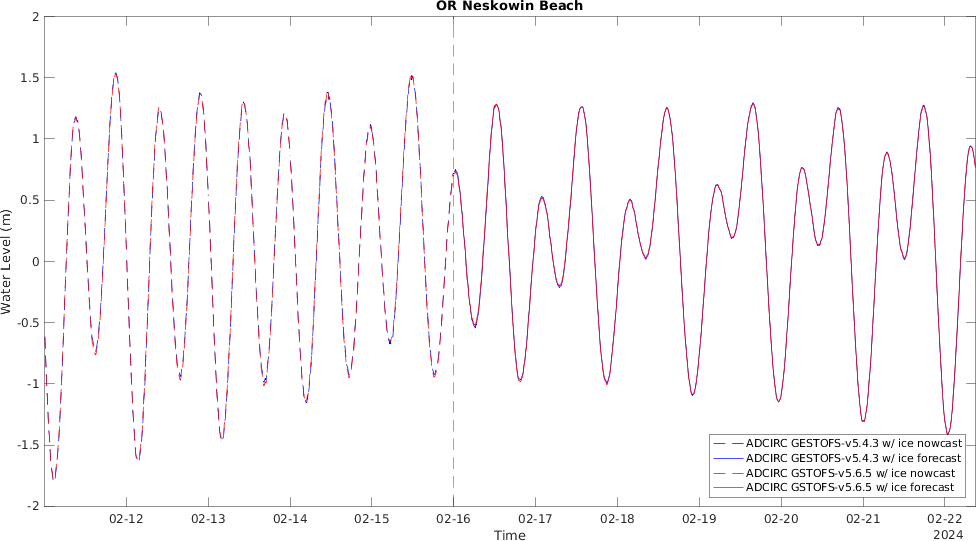 OR Neskowin Beach
2
1.5
1
0.5
0
-0.5
-1
-1.5
-2
Water Level (m)
ADCIRC GESTOFS-v5.4.3 w/ ice nowcast
ADCIRC GESTOFS-v5.4.3 w/ ice forecast
ADCIRC GSTOFS-v5.6.5 w/ ice nowcast
ADCIRC GSTOFS-v5.6.5 w/ ice forecast
02-12 02-13 02-14 02-15 02-16 02-17 02-18 02-19 02-20 02-21 02-22
Time 2024